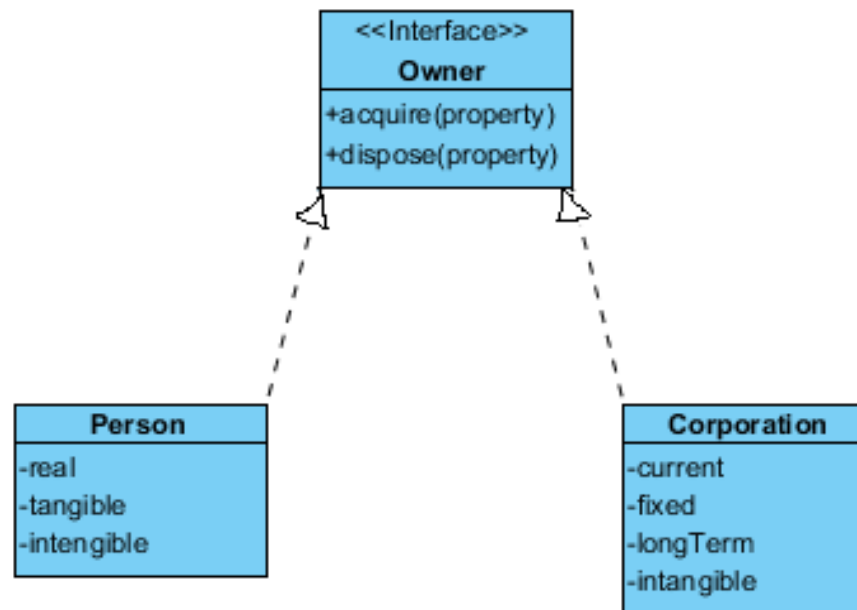 <<Interface>>
Owner
+acquire(property)
+dispose(property)
Person
-real
-tangible
-intengible
Corporation
-current
-fixed
-longTerm
-intangible